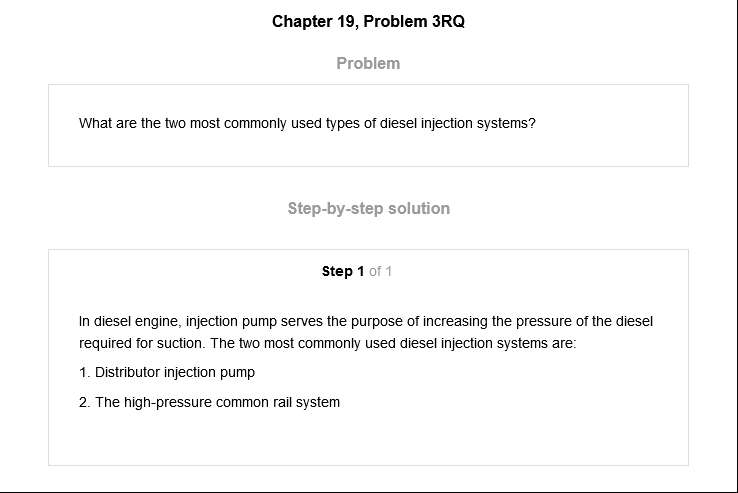 Chapter 19, Problem 3RQ
Problem
What are the two most commonly used types of diesel injection systems?
Step-by-step solution
Step 1 of 1
In diesel engine, injection pump serves the purpose of increasing the pressure of the diesel
required for suction. The two most commonly used diesel injection systems are:
1. Distributor injection pump
2. The high-pressure common rail system